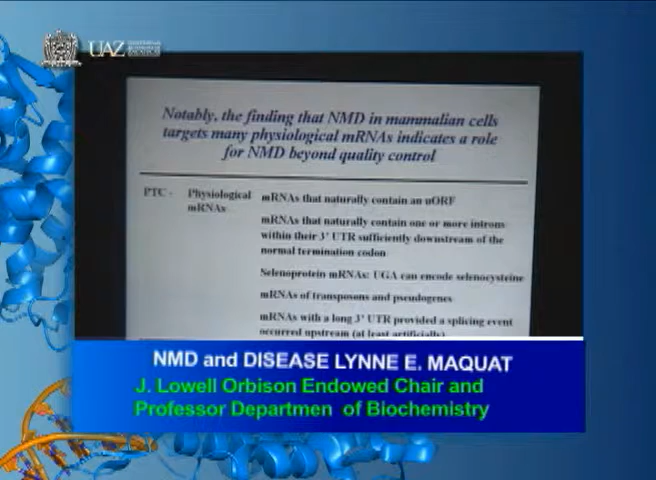 UAZ
Notably, the finding that NMD in mammalian cells
targets many physiological mRNAs indicates a role
for NMD beyond quality control
PTC - Physiological mRNAs that naturally contain an uORF
mRNAs
mRNAs that naturally contain one or more introns
within their 3' UTR sufficiently downstream of the
normal termination codon
Selenoprotein mRNAs: UGA can encode selenocysteine
mRNAs of transposons and pseudogenes
mRNAs with a long 3' UTR provided a splicing event
occurred upstream (at least artificially)
NMD and DISEASE LYNNE E. MAQUAT
J. Lowell Orbison Endowed Chair and
Professor Departmen of Biochemistry